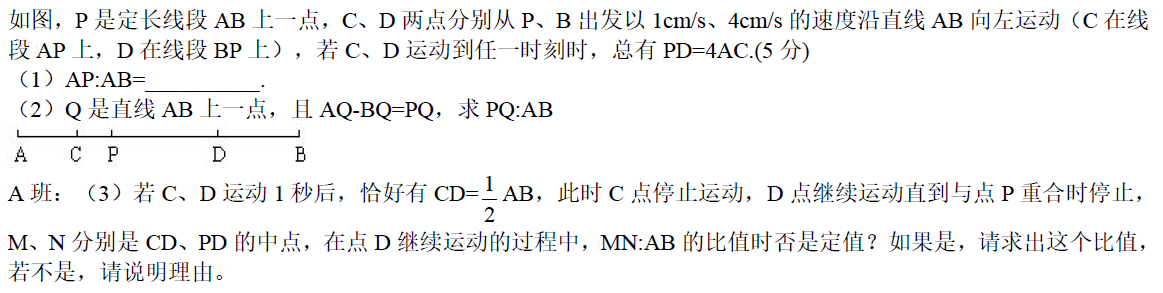 如图，P 是定长线段 AB 上一点，C、D 两点分别从 P、B 出发以 1cm/s、4cm/s 的速度沿直线 AB 向左运动（C 在线
段 AP 上，D 在线段 BP 上），若 C、D 运动到任一时刻时，总有 PD=4AC.(5 分)
（1）AP:AB=__________.
（2）Q 是直线 AB 上一点，且 AQ-BQ=PQ，求 PQ:AB
A C P D B
A 班：（3）若 C、D 运动 1 秒后，恰好有 CD=1/2 AB，此时 C 点停止运动，D 点继续运动直到与点 P 重合时停止，
M、N 分别是 CD、PD 的中点，在点 D 继续运动的过程中，MN:AB 的比值时否是定值？如果是，请求出这个比值，
若不是，请说明理由。